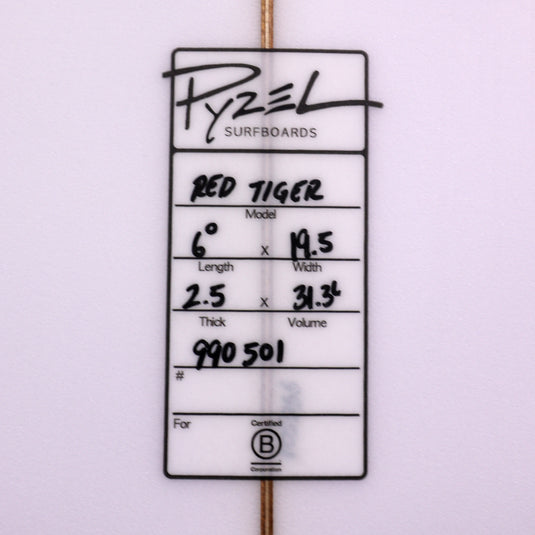 PYZEL
SURFBOARDS
RED TIGER
Model
6° x 19.5
Length Width
2.5 x 31.3L
Thick Volume
990501
#
For
Certified
B
Corporation